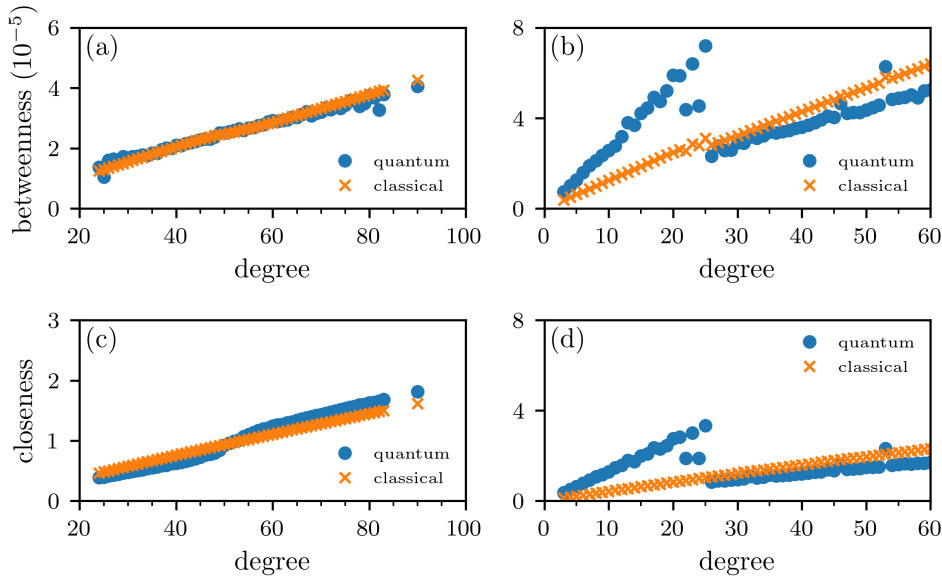 (a)
betweenness (10⁻⁵)
6
4
2
0
quantum
classical
20
40
60
80
100
degree
(b)
8
4
0
quantum
classical
0
10
20
30
40
50
60
degree
(c)
closeness
3
2
1
0
quantum
classical
20
40
60
80
100
degree
(d)
8
4
0
quantum
classical
0
10
20
30
40
50
60
degree